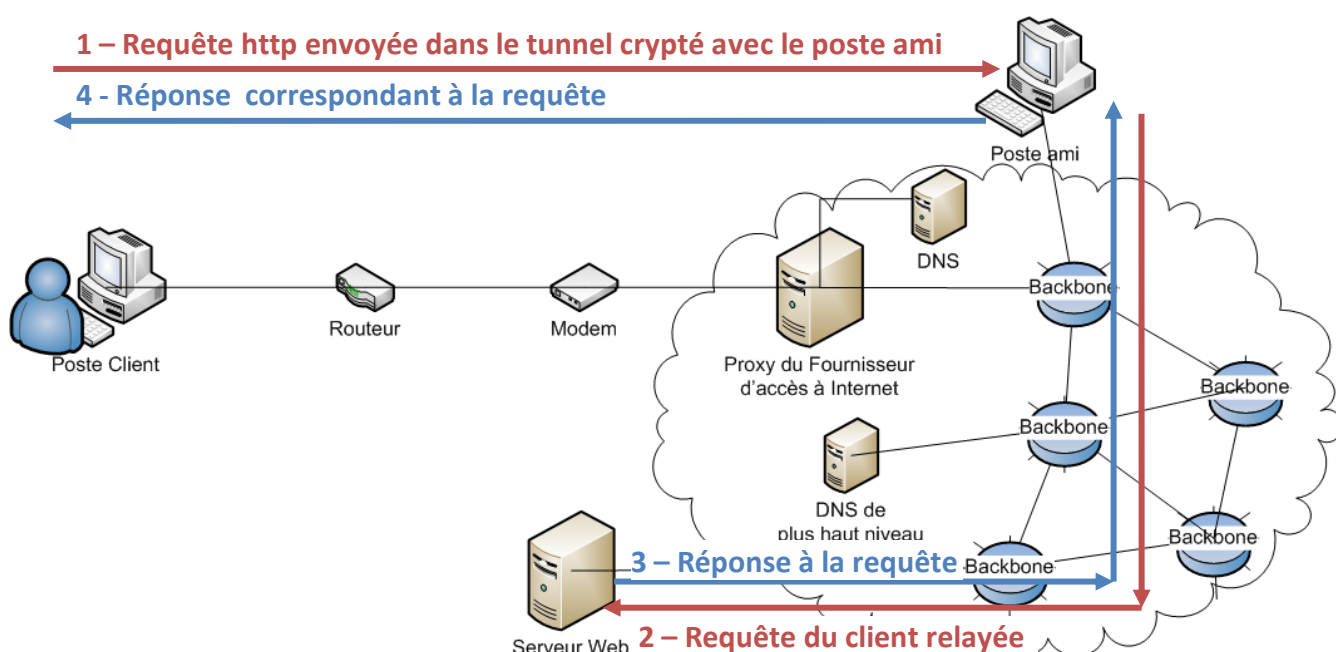 1 – Requête http envoyée dans le tunnel crypté avec le poste ami
4 - Réponse correspondant à la requête
Poste ami
DNS
Backbone
Routeur
Modem
Poste Client
Proxy du Fournisseur
d'accès à Internet
Backbone
Backbone
DNS de
plus haut niveau
Backbone
3 – Réponse à la requête
Backbone
2 – Requête du client relayée
Serveur Web